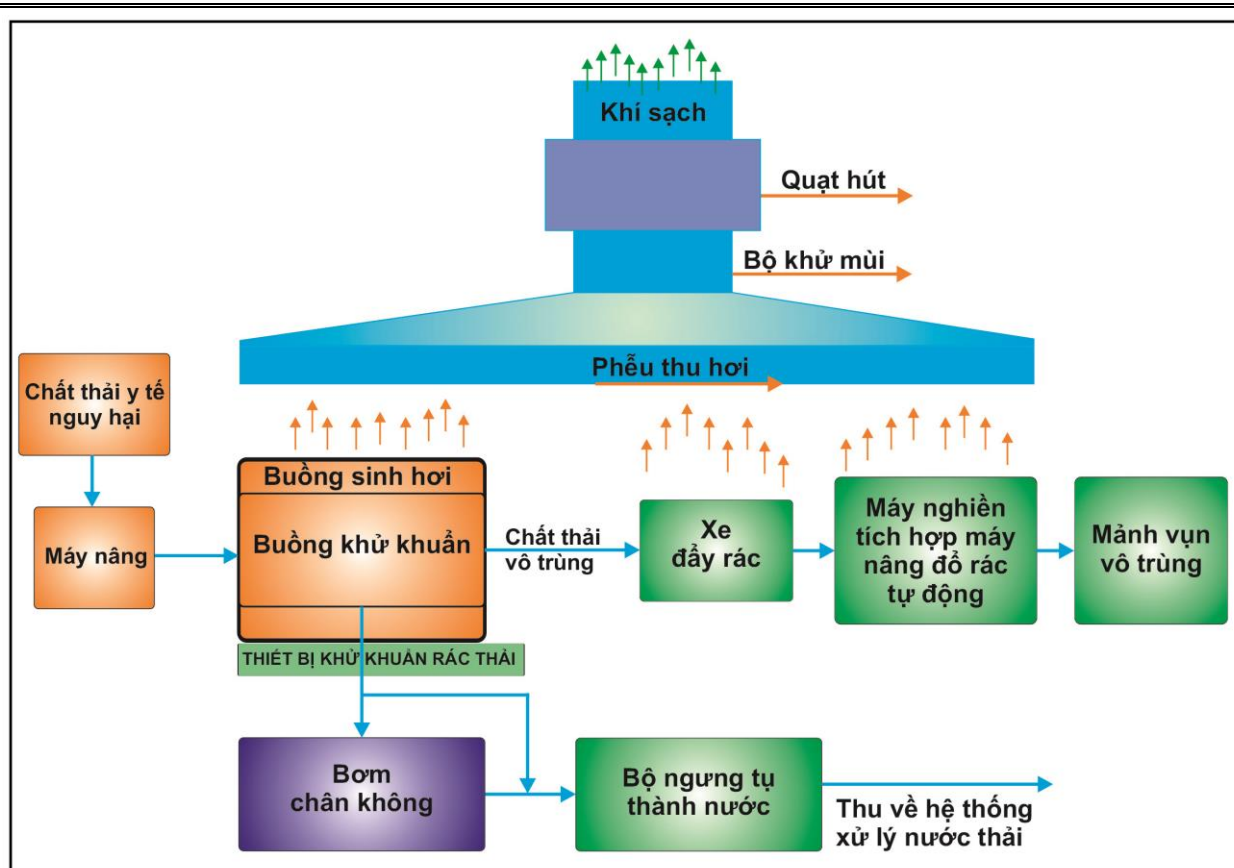 Khí sạch
Quạt hút
Bộ khử mùi
Phễu thu hơi
Chất thải y tế
nguy hại
Máy nâng
Buồng sinh hơi
Buồng khử khuẩn
THIẾT BỊ KHỬ KHUẨN RÁC THẢI
Chất thải
vô trùng
Xe
đẩy rác
Máy nghiền
tích hợp máy
nâng đổ rác
tự động
Mảnh vụn
vô trùng
Bơm
chân không
Bộ ngưng tụ
thành nước
Thu về hệ thống
xử lý nước thải